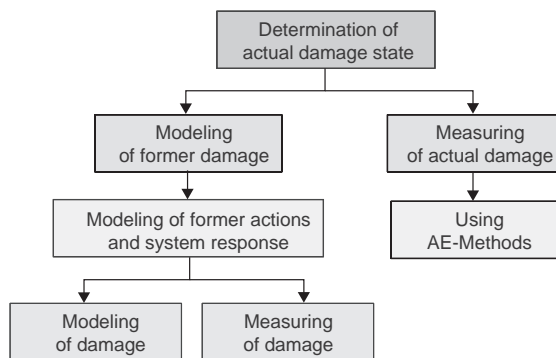 Determination of
actual damage state
Modeling
of former damage
Measuring
of actual damage
Modeling of former actions
and system response
Using
AE-Methods
Modeling
of damage
Measuring
of damage